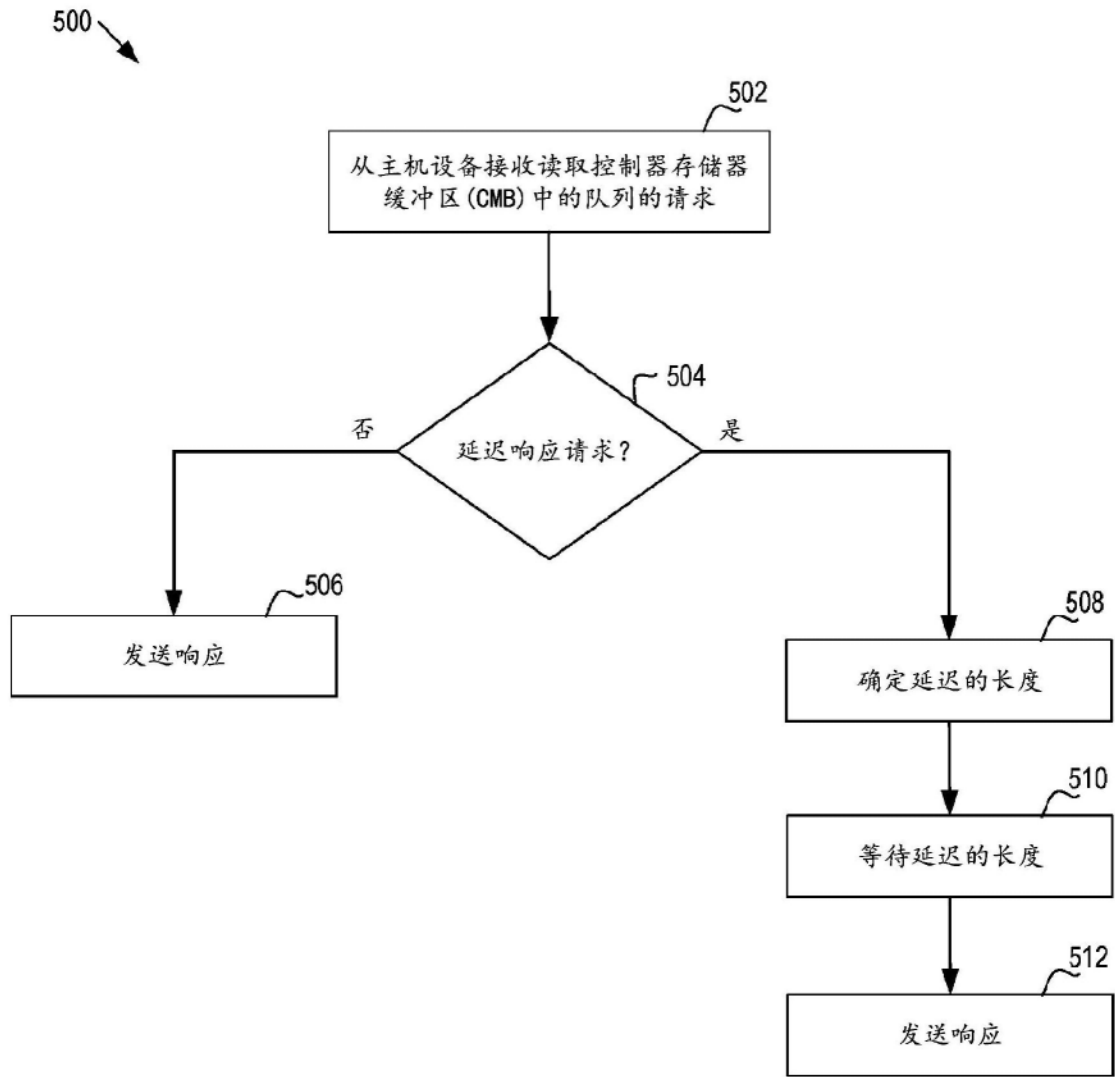 500
502
从主机设备接收读取控制器存储器
缓冲区(CMB)中的队列的请求
504
否
延迟响应请求?
是
506
发送响应
508
确定延迟的长度
510
等待延迟的长度
512
发送响应